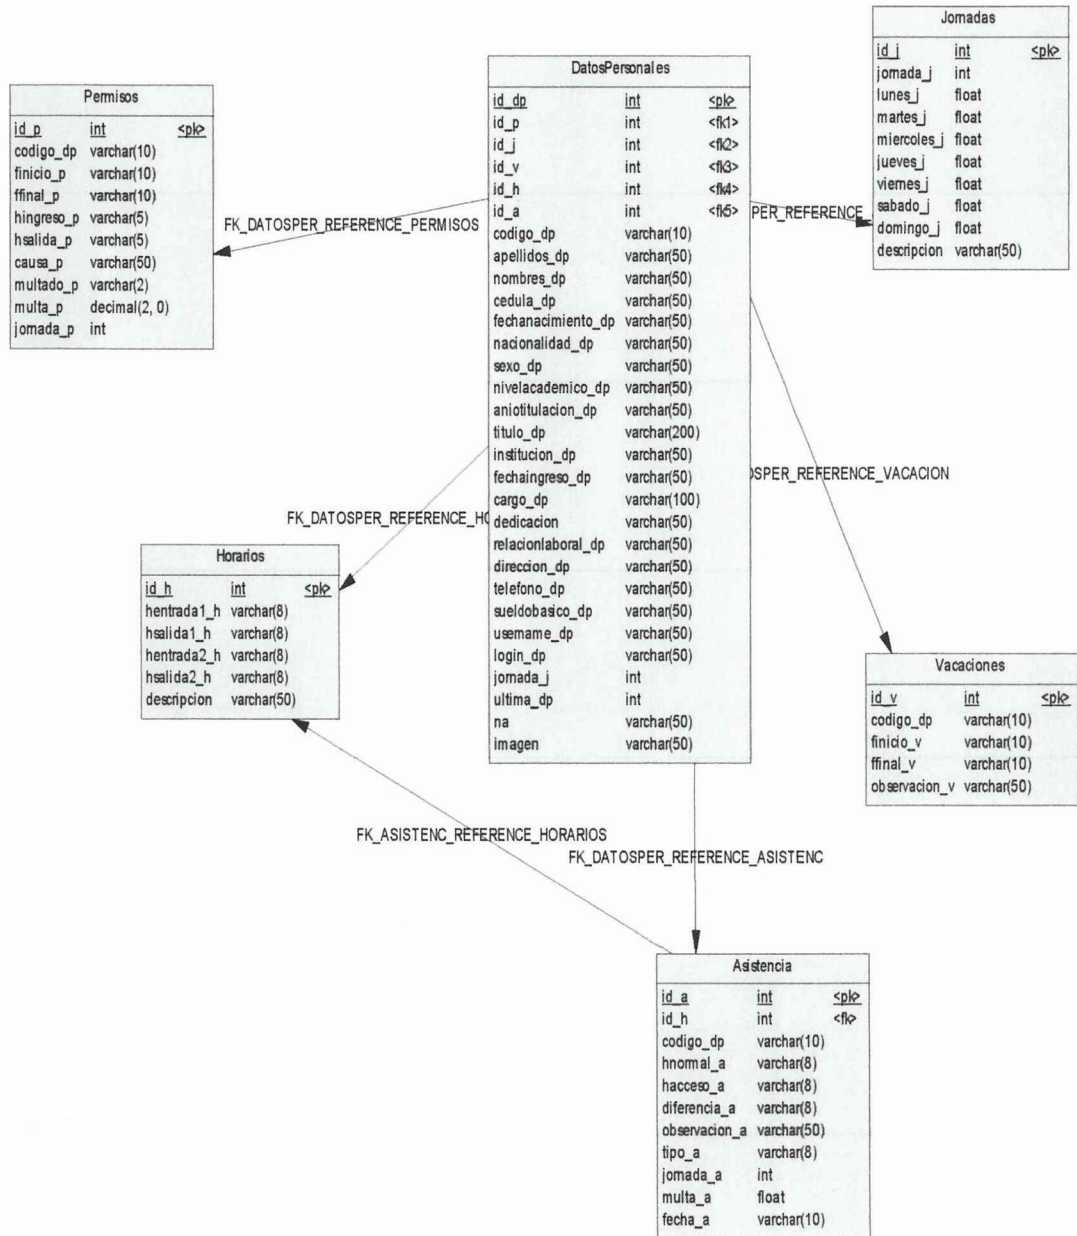 Jornadas
id_j int <pk>
jornada_j int
lunes_j float
martes_j float
miercoles_j float
jueves_j float
viernes_j float
sabado_j float
domingo_j float
descripcion varchar(50)
DatosPersonales
id_dp int <pk>
id_p int <fk1>
id_j int <fk2>
id_v int <fk3>
id_h int <fk4>
id_a int <fk5>
codigo_dp varchar(10)
apellidos_dp varchar(50)
nombres_dp varchar(50)
cedula_dp varchar(50)
fechanacimiento_dp varchar(50)
nacionalidad_dp varchar(50)
sexo_dp varchar(50)
nivelacademico_dp varchar(50)
aniotitulacion_dp varchar(50)
titulo_dp varchar(200)
institucion_dp varchar(50)
fechaingreso_dp varchar(50)
cargo_dp varchar(100)
dedicacion varchar(50)
relacionlaboral_dp varchar(50)
direccion_dp varchar(50)
telefono_dp varchar(50)
sueldobasico_dp varchar(50)
username_dp varchar(50)
login_dp varchar(50)
jornada_j int
ultima_dp int
na varchar(50)
imagen varchar(50)
Permisos
id_p int <pk>
codigo_dp varchar(10)
finicio_p varchar(10)
ffinal_p varchar(10)
hingreso_p varchar(5)
hsalida_p varchar(5)
causa_p varchar(50)
multado_p varchar(2)
multa_p decimal(2, 0)
jornada_p int
FK_DATOSPER_REFERENCE_PERMISOS
PER_REFERENCE_
OSPER_REFERENCE_VACACION
FK_DATOSPER_REFERENCE_HO
Horarios
id_h int <pk>
hentrada1_h varchar(8)
hsalida1_h varchar(8)
hentrada2_h varchar(8)
hsalida2_h varchar(8)
descripcion varchar(50)
Vacaciones
id_v int <pk>
codigo_dp varchar(10)
finicio_v varchar(10)
ffinal_v varchar(10)
observacion_v varchar(50)
FK_ASISTENC_REFERENCE_HORARIOS
FK_DATOSPER_REFERENCE_ASISTENC
Asistencia
id_a int <pk>
id_h int <fk>
codigo_dp varchar(10)
hnormal_a varchar(8)
hacceso_a varchar(8)
diferencia_a varchar(8)
observacion_a varchar(50)
tipo_a varchar(8)
jornada_a int
multa_a float
fecha_a varchar(10)